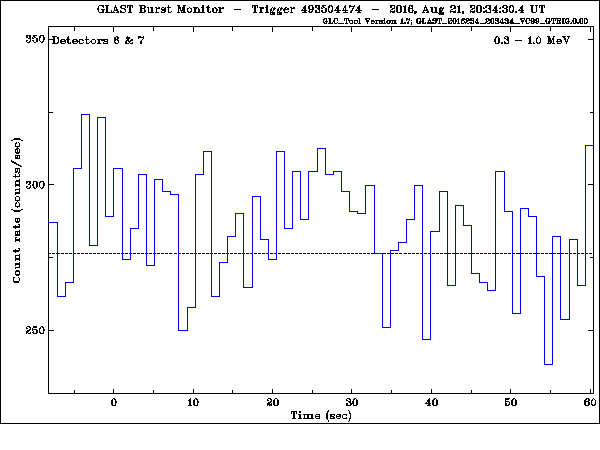 GLAST Burst Monitor – Trigger 493504474 – 2016, Aug 21, 20:34:30.4 UT
GLC_Tool Version 1.7; GLAST_2016234_203434_VC99_GTRIG.0.00
Detectors 6 & 7
0.3 – 1.0 MeV
Count rate (counts/sec)
350
300
250
0 10 20 30 40 50 60
Time (sec)